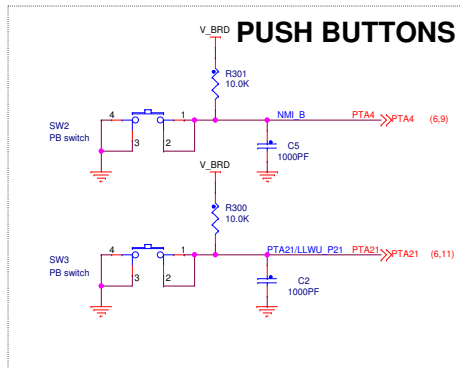 V_BRD PUSH BUTTONS
R301
10.0K
4 1 NMI_B PTA4 PTA4 (6,9)
SW2
PB switch
3 2 C5
1000PF
V_BRD
R300
10.0K
4 1 PTA21/LLWU_P21 PTA21 PTA21 (6,11)
SW3
PB switch
3 2 C2
1000PF